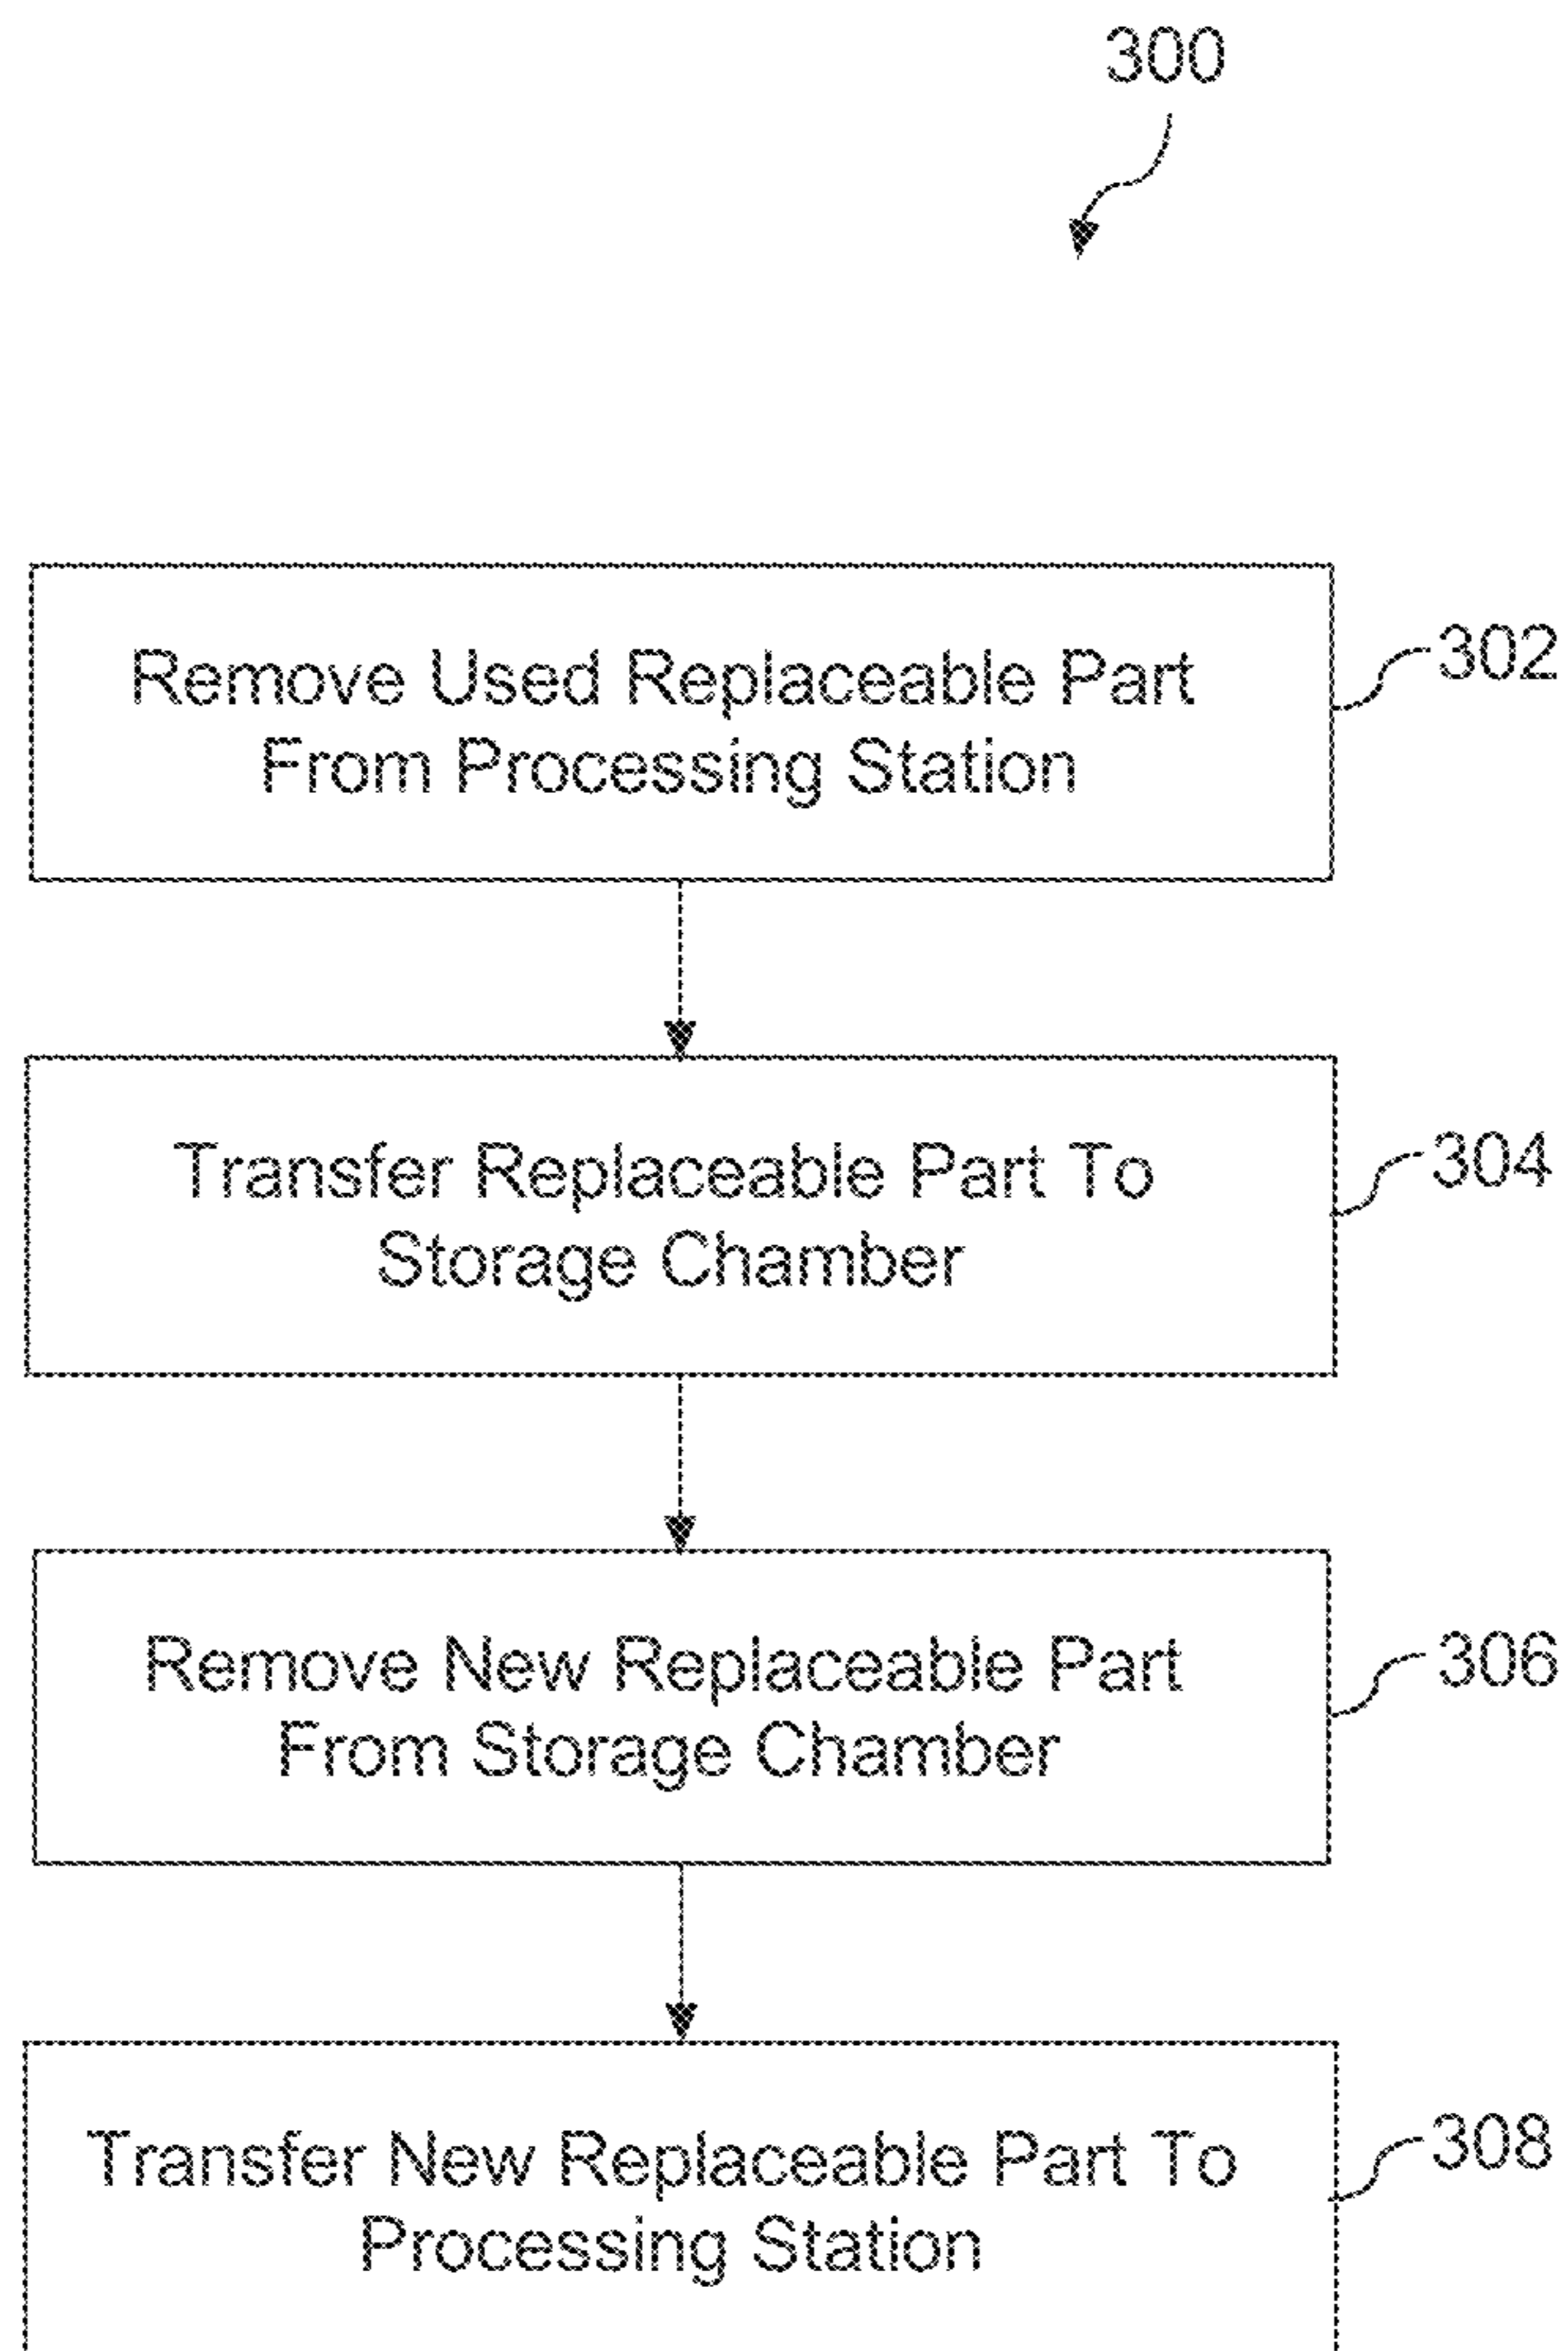 300
Remove Used Replaceable Part
From Processing Station
302
Transfer Replaceable Part To
Storage Chamber
304
Remove New Replaceable Part
From Storage Chamber
306
Transfer New Replaceable Part To
Processing Station
308